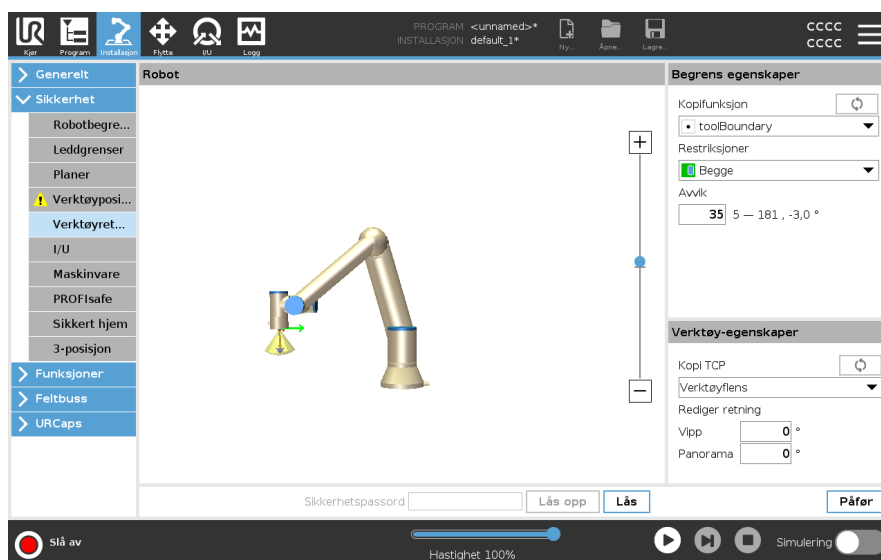 UR
Kjør
Program
Installasjon
Flytte
I/U
Logg
PROGRAM <unnamed>*
INSTALLASJON default_1*
Ny...
Åpne...
Lagre...
cccc
cccc
Generelt
Sikkerhet
Robotbegre...
Leddgrenser
Planer
Verktøyposi...
Verktøyret...
I/U
Maskinvare
PROFIsafe
Sikkert hjem
3-posisjon
Funksjoner
Feltbuss
URCaps
Robot
Begrens egenskaper
Kopifunksjon
toolBoundary
Restriksjoner
Begge
Avvik
35 5 — 181 , -3,0 °
Verktøy-egenskaper
Kopi TCP
Verktøyflens
Rediger retning
Vipp 0 °
Panorama 0 °
Sikkerhetspassord
Lås opp
Lås
Påfør
Slå av
Hastighet 100%
Simulering